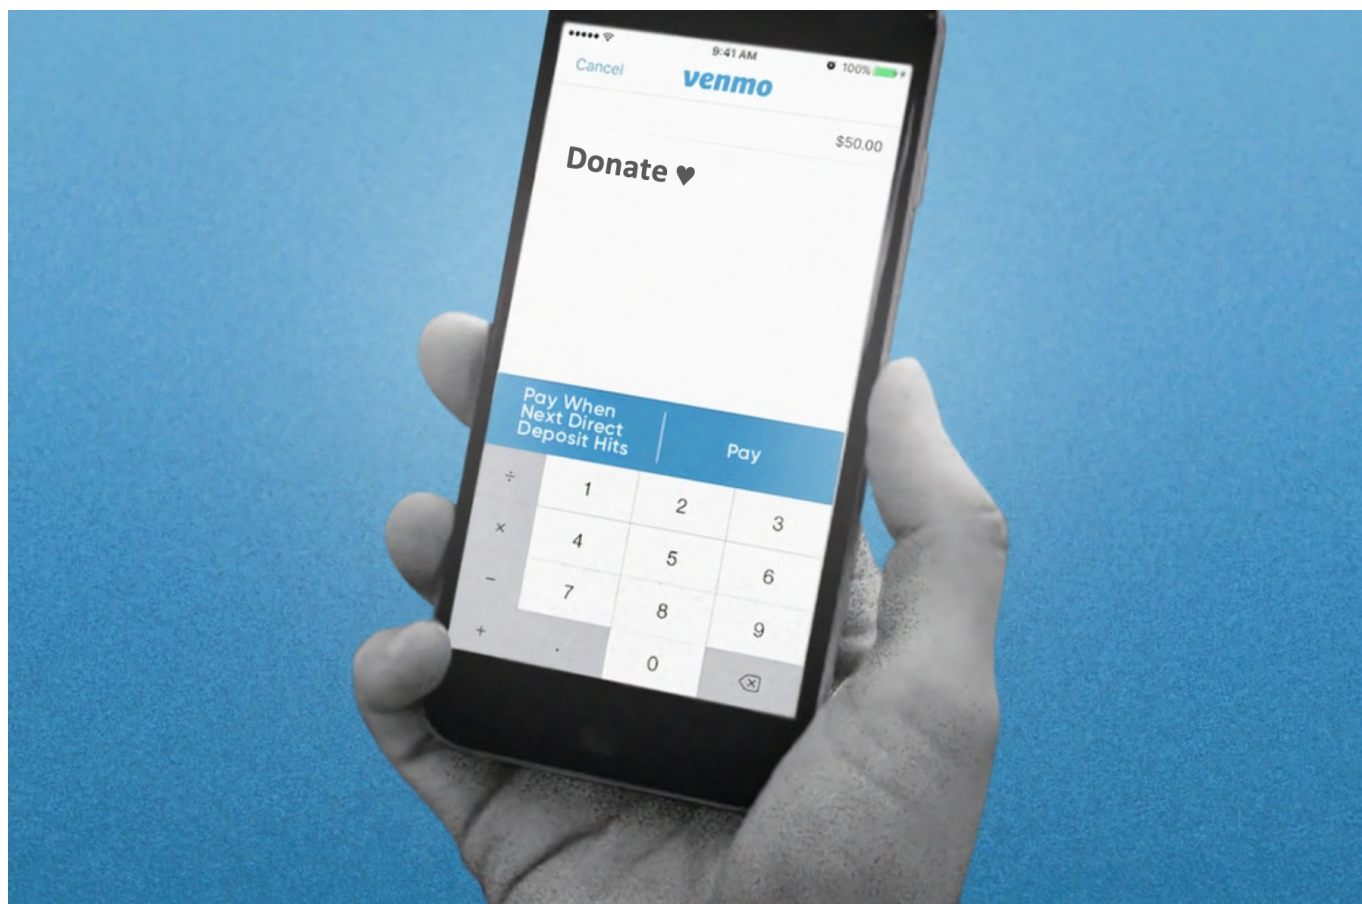 9:41 AM
100%
Cancel
venmo
$50.00
Donate ♥
Pay When
Next Direct
Deposit Hits
Pay
÷ 1 2 3
× 4 5 6
− 7 8 9
+ . 0